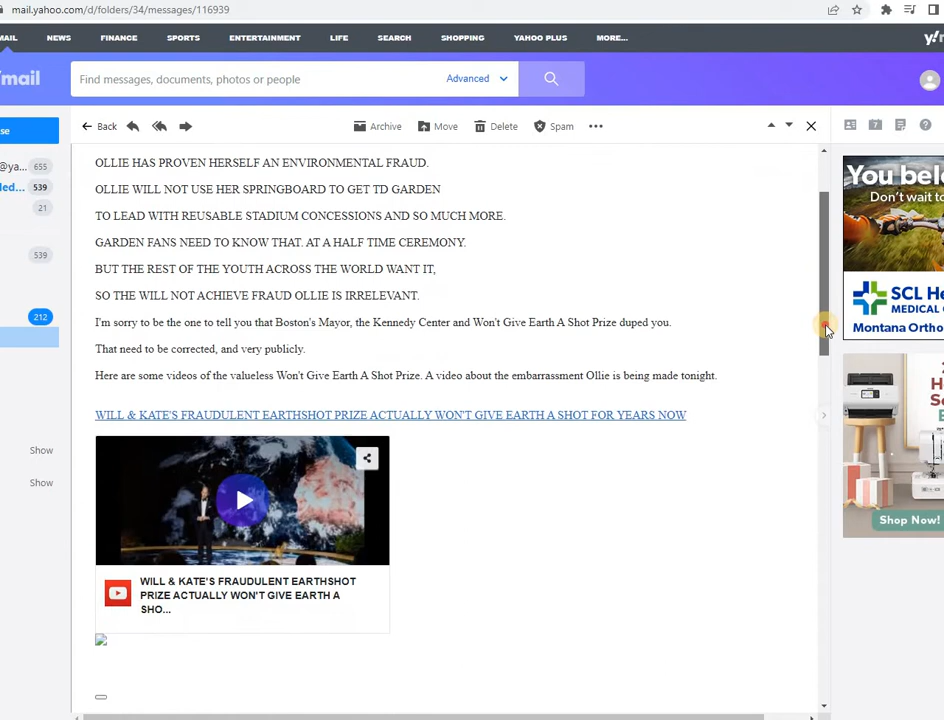 mail.yahoo.com/d/folders/34/messages/116939
AIL NEWS FINANCE SPORTS ENTERTAINMENT LIFE SEARCH SHOPPING YAHOO PLUS MORE...
mail
Find messages, documents, photos or people
Advanced
se
Back
Archive
Move
Delete
Spam
@ya...
655
led...
539
21
539
212
Show
Show
OLLIE HAS PROVEN HERSELF AN ENVIRONMENTAL FRAUD.
OLLIE WILL NOT USE HER SPRINGBOARD TO GET TD GARDEN
TO LEAD WITH REUSABLE STADIUM CONCESSIONS AND SO MUCH MORE.
GARDEN FANS NEED TO KNOW THAT. AT A HALF TIME CEREMONY.
BUT THE REST OF THE YOUTH ACROSS THE WORLD WANT IT,
SO THE WILL NOT ACHIEVE FRAUD OLLIE IS IRRELEVANT.
I'm sorry to be the one to tell you that Boston's Mayor, the Kennedy Center and Won't Give Earth A Shot Prize duped you.
That need to be corrected, and very publicly.
Here are some videos of the valueless Won't Give Earth A Shot Prize. A video about the embarrassment Ollie is being made tonight.
WILL & KATE'S FRAUDULENT EARTHSHOT PRIZE ACTUALLY WON'T GIVE EARTH A SHOT FOR YEARS NOW
WILL & KATE'S FRAUDULENT EARTHSHOT
PRIZE ACTUALLY WON'T GIVE EARTH A
SHO...
You belo
Don't wait to
SCL He
MEDICAL
Montana Ortho
2
H
Se
Shop Now!